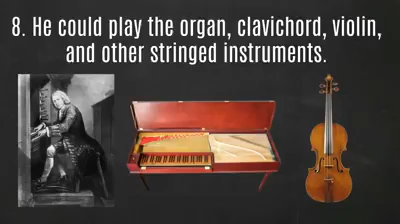 8. He could play the organ, clavichord, violin,
and other stringed instruments.